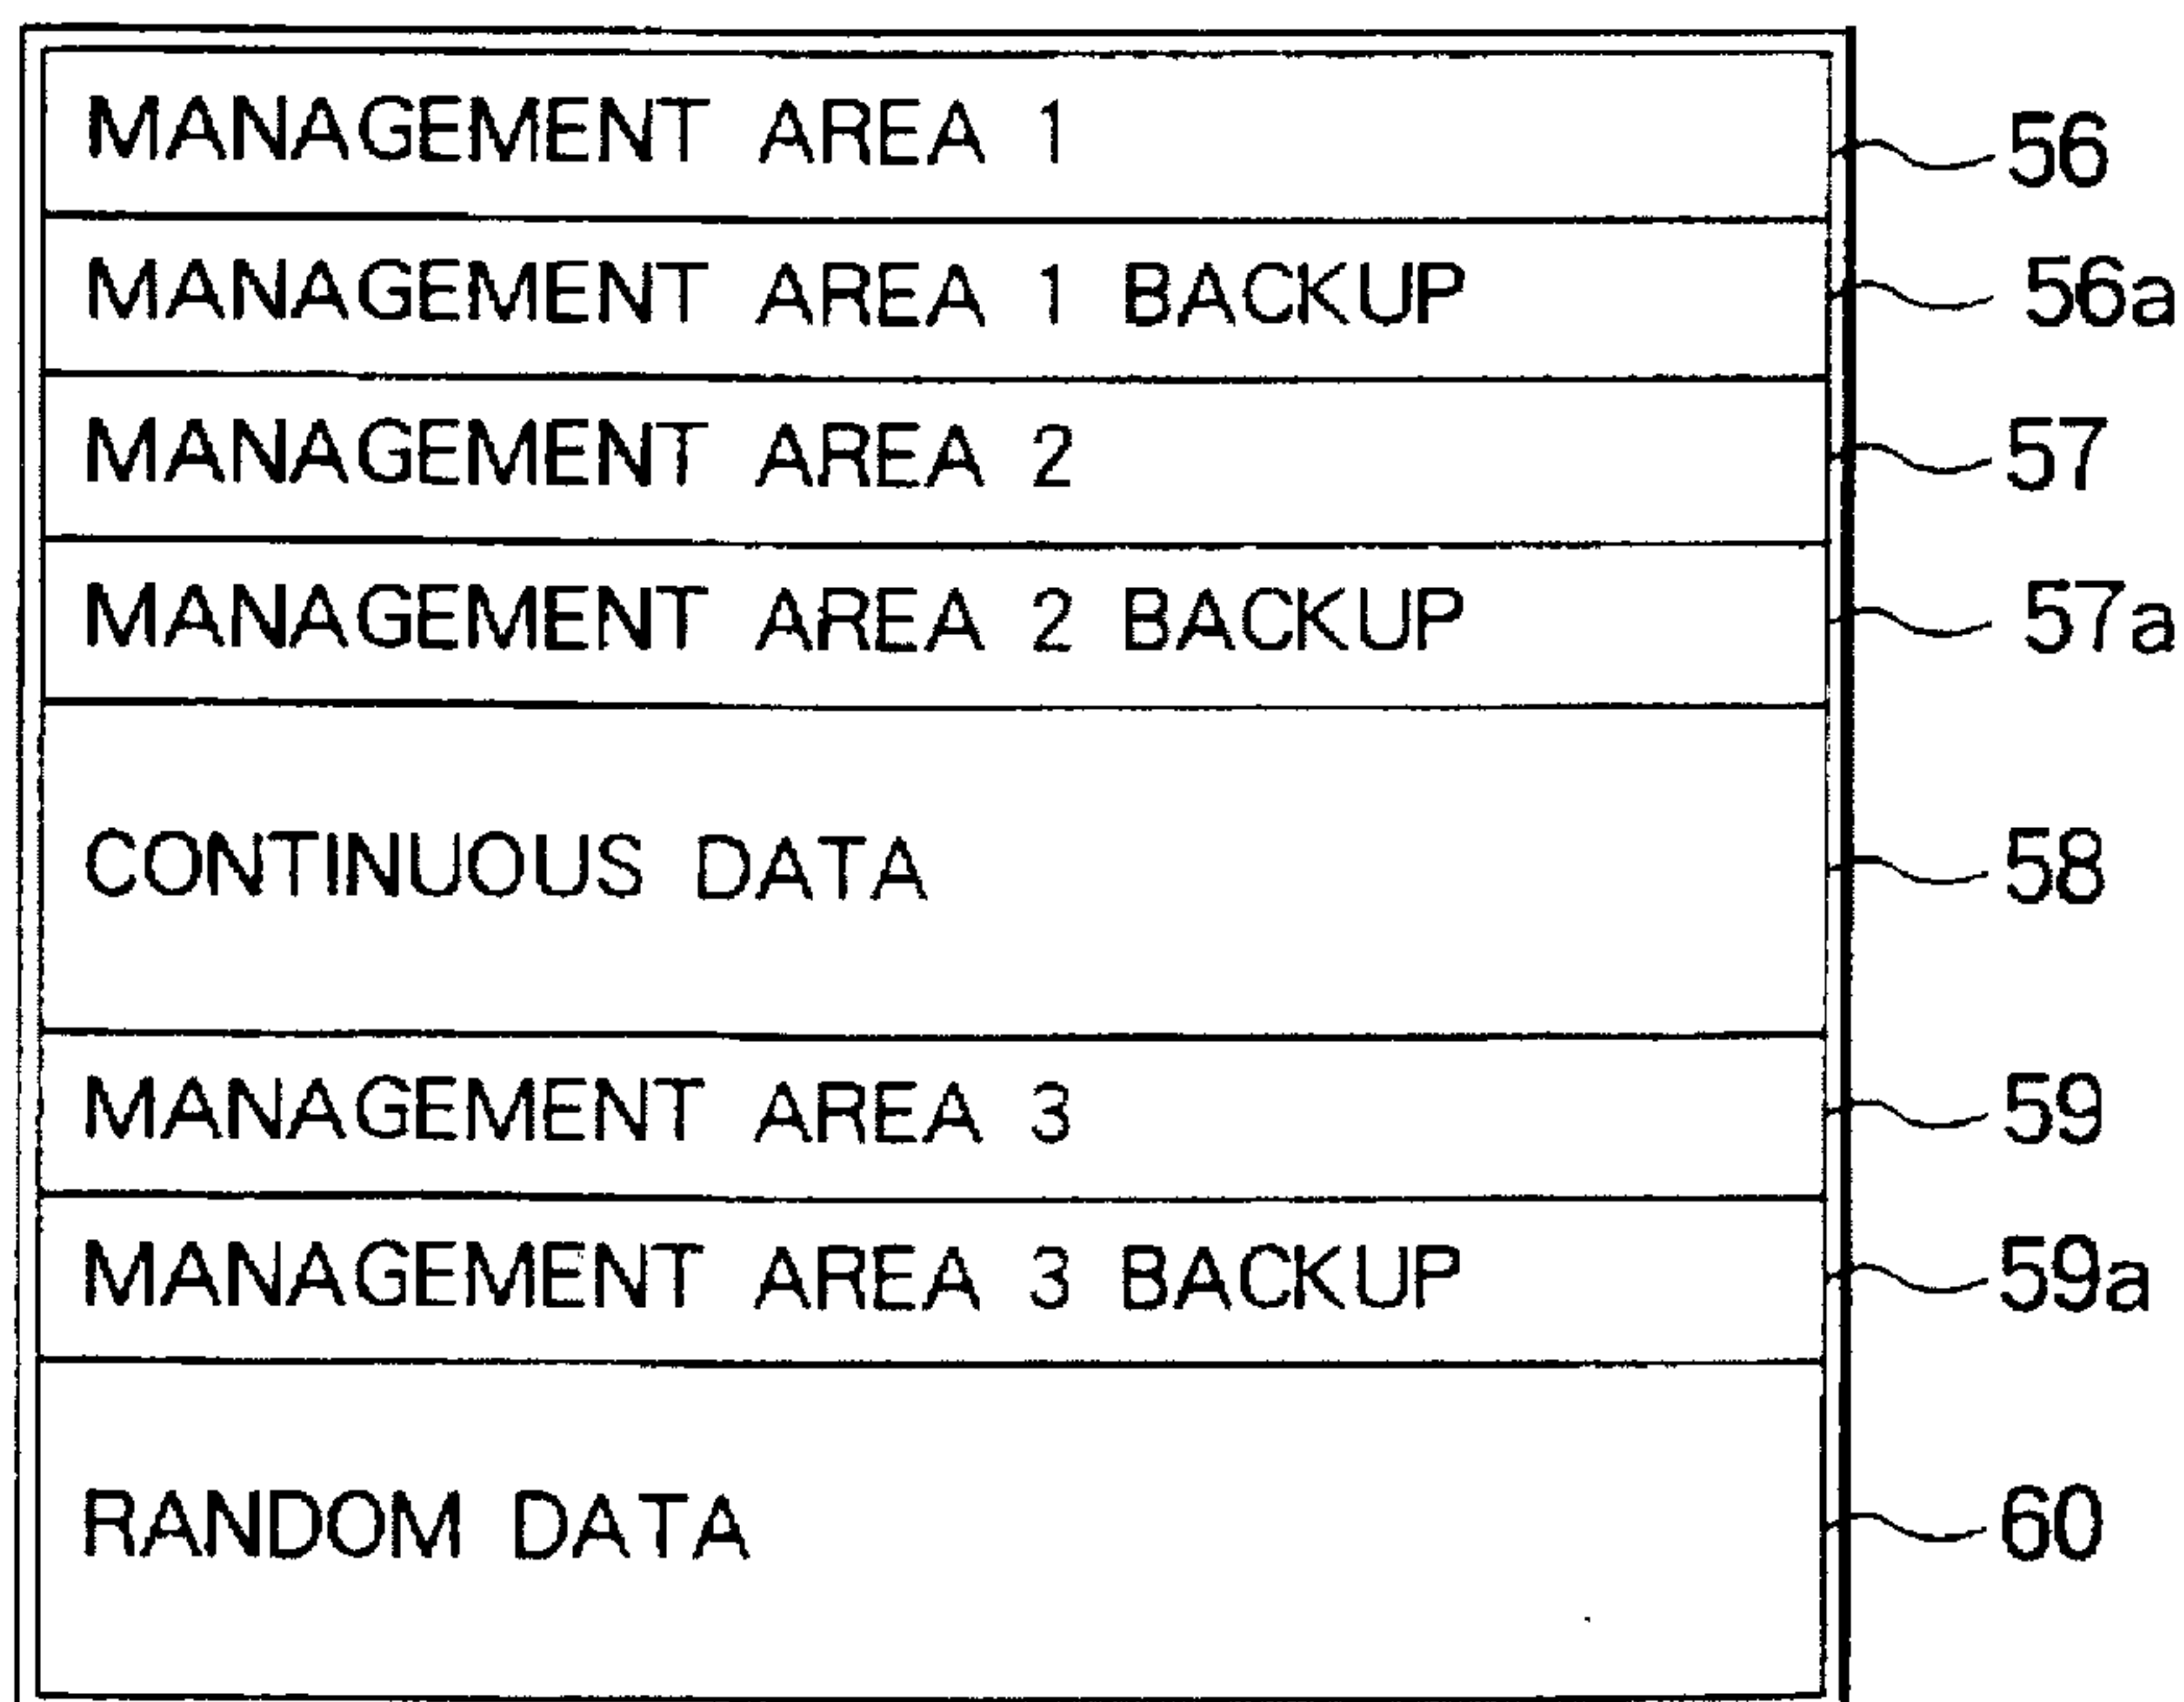 MANAGEMENT AREA 1 56
MANAGEMENT AREA 1 BACKUP 56a
MANAGEMENT AREA 2 57
MANAGEMENT AREA 2 BACKUP 57a
CONTINUOUS DATA 58
MANAGEMENT AREA 3 59
MANAGEMENT AREA 3 BACKUP 59a
RANDOM DATA 60